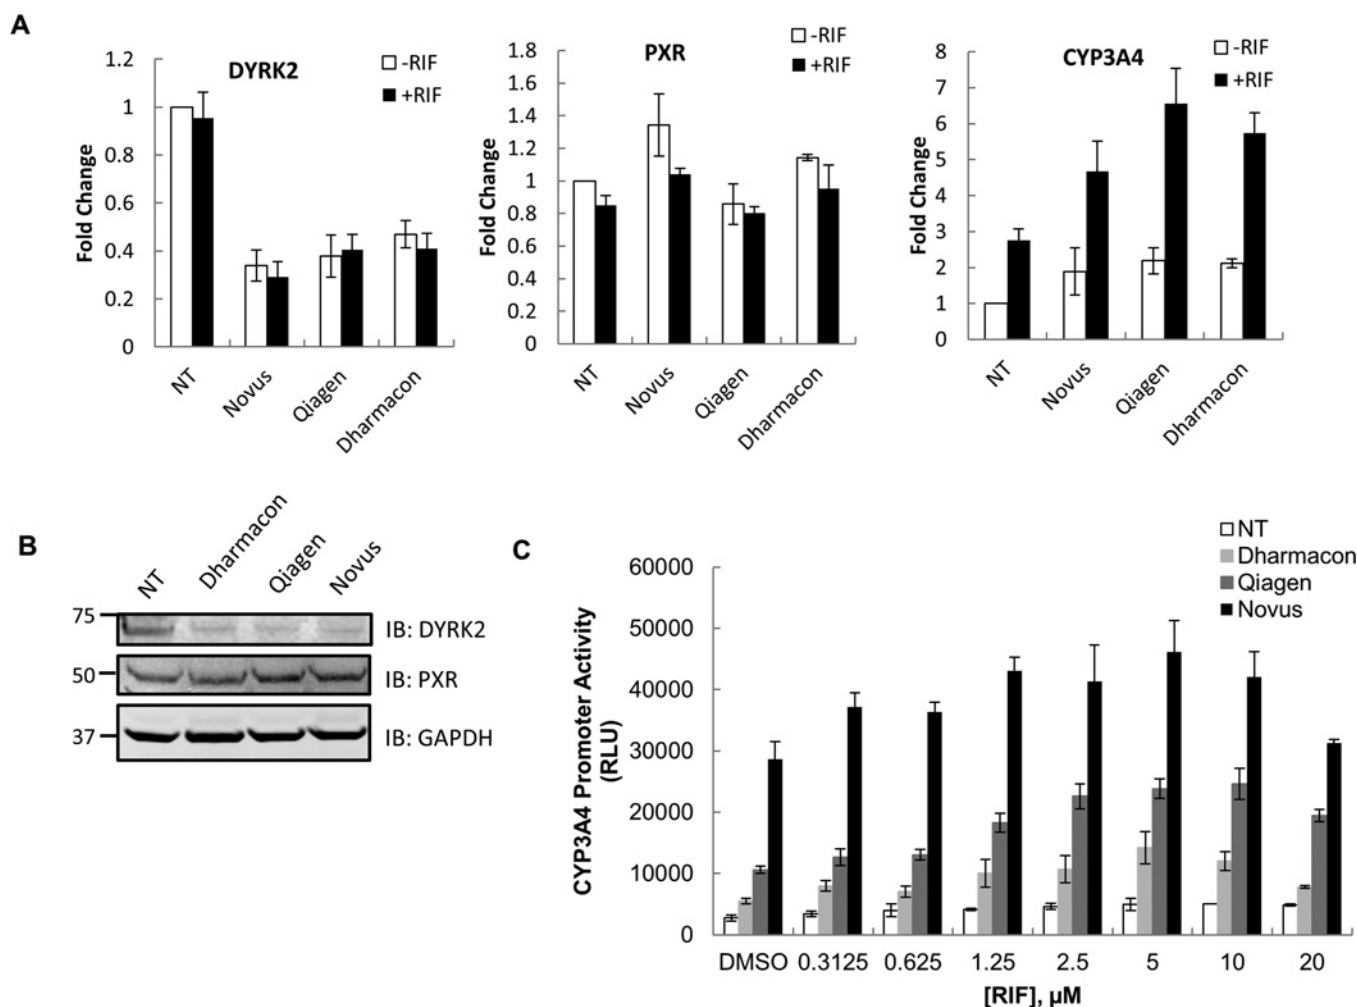 A
DYRK2
-RIF
+RIF
Fold Change
1.2
1
0.8
0.6
0.4
0.2
0
NT
Novus
Qiagen
Dharmacon
PXR
-RIF
+RIF
Fold Change
1.8
1.6
1.4
1.2
1
0.8
0.6
0.4
0.2
0
NT
Novus
Qiagen
Dharmacon
CYP3A4
-RIF
+RIF
Fold Change
8
7
6
5
4
3
2
1
0
NT
Novus
Qiagen
Dharmacon
B
NT
Dharmacon
Qiagen
Novus
75
IB: DYRK2
50
IB: PXR
37
IB: GAPDH
C
NT
Dharmacon
Qiagen
Novus
CYP3A4 Promoter Activity
(RLU)
60000
50000
40000
30000
20000
10000
0
DMSO 0.3125 0.625 1.25 2.5 5 10 20
[RIF], µM